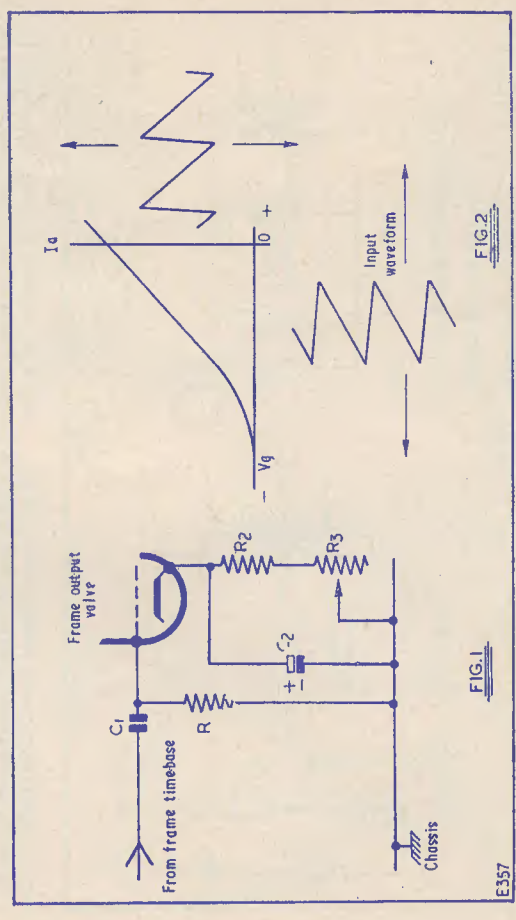 Frame output
valve
C1
From frame timebase
R
+
-
C2
R2
R3
Chassis
FIG.1
E357
Ia
-
Vg
O
+
Input
waveform
FIG.2